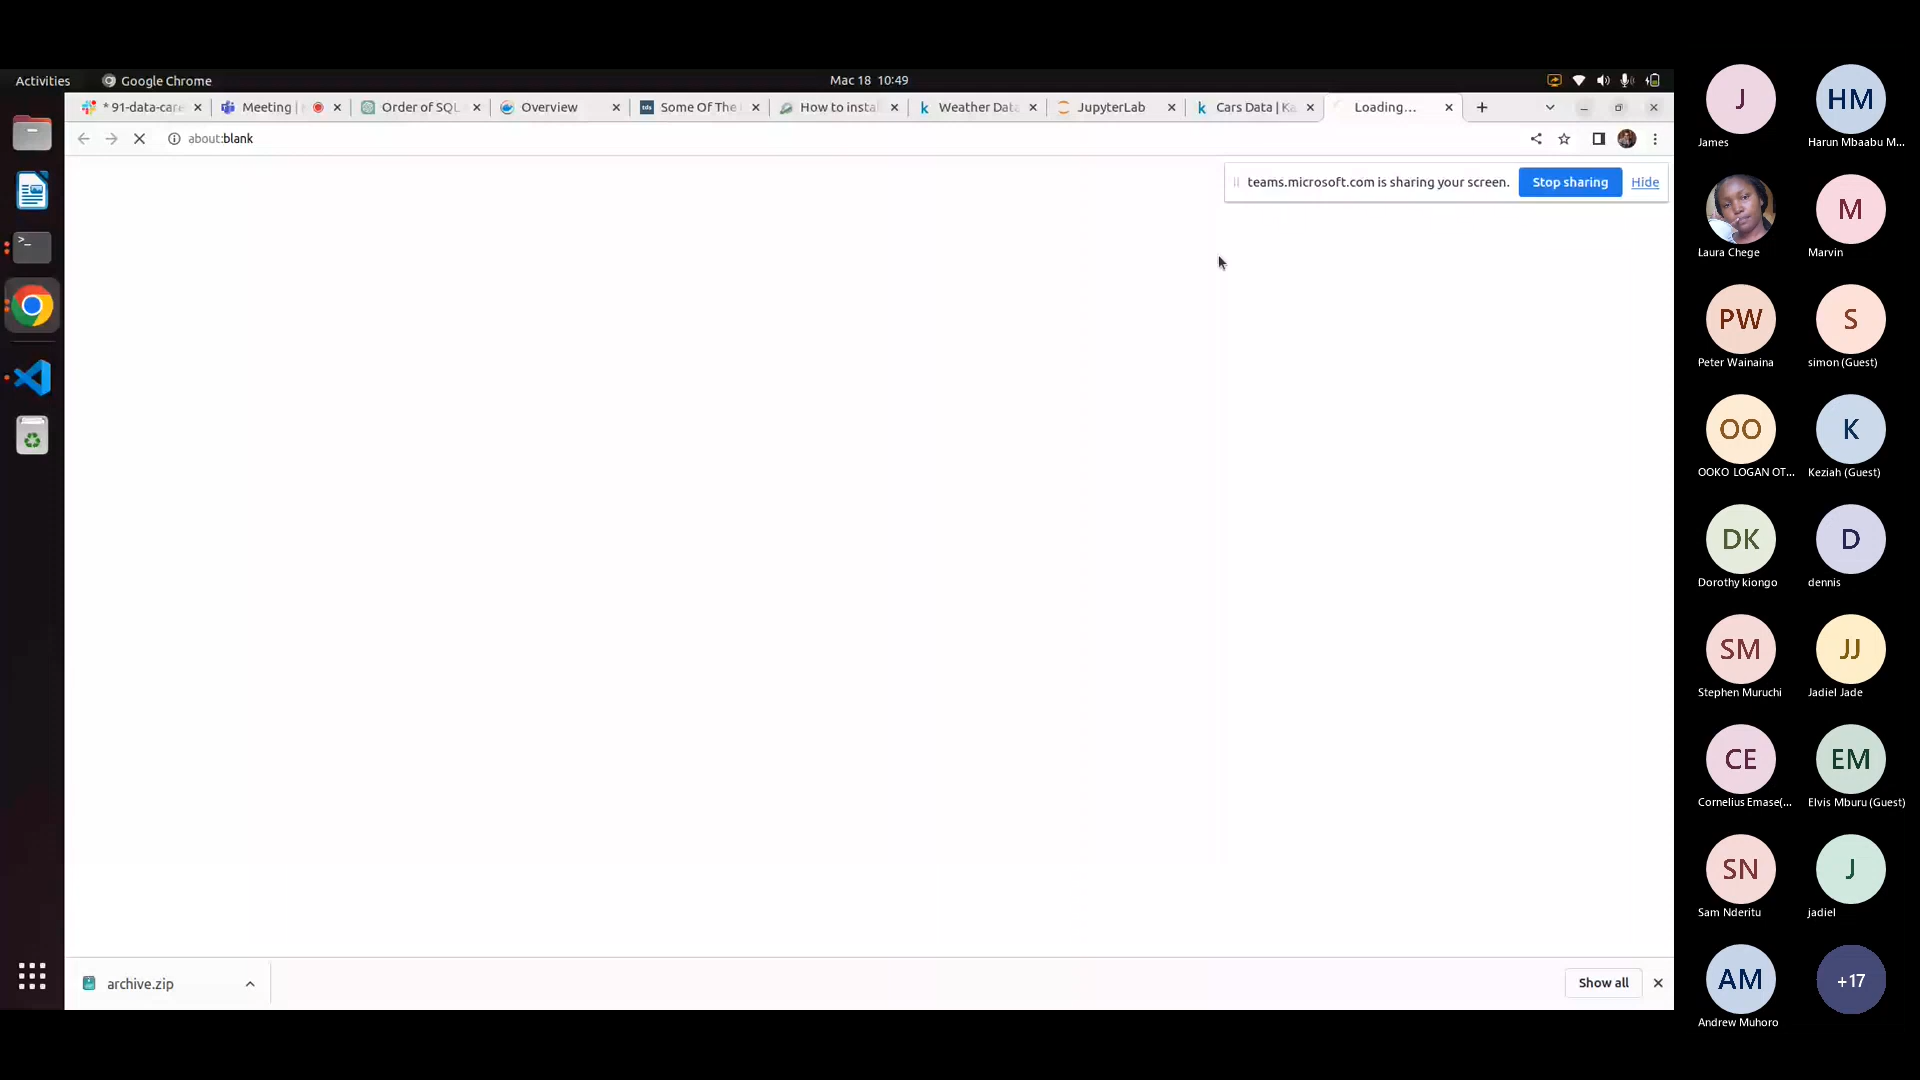 Activities
Google Chrome
Mac 18 10:49
* 91-data-care
Meeting |
Order of SQL
Overview
Some Of The
How to insta
Weather Data
JupyterLab
Cars Data | Ka
Loading...
about:blank
teams.microsoft.com is sharing your screen.
Stop sharing
Hide
archive.zip
Show all
J
James
HM
Harun Mbaabu M...
Laura Chege
M
Marvin
PW
Peter Wainaina
S
simon (Guest)
OO
OOKO LOGAN OT...
K
Keziah (Guest)
DK
Dorothy kiongo
D
dennis
SM
Stephen Muruchi
JJ
Jadiel Jade
CE
Cornelius Emase(...
EM
Elvis Mburu (Guest)
SN
Sam Nderitu
J
jadiel
AM
Andrew Muhoro
+17